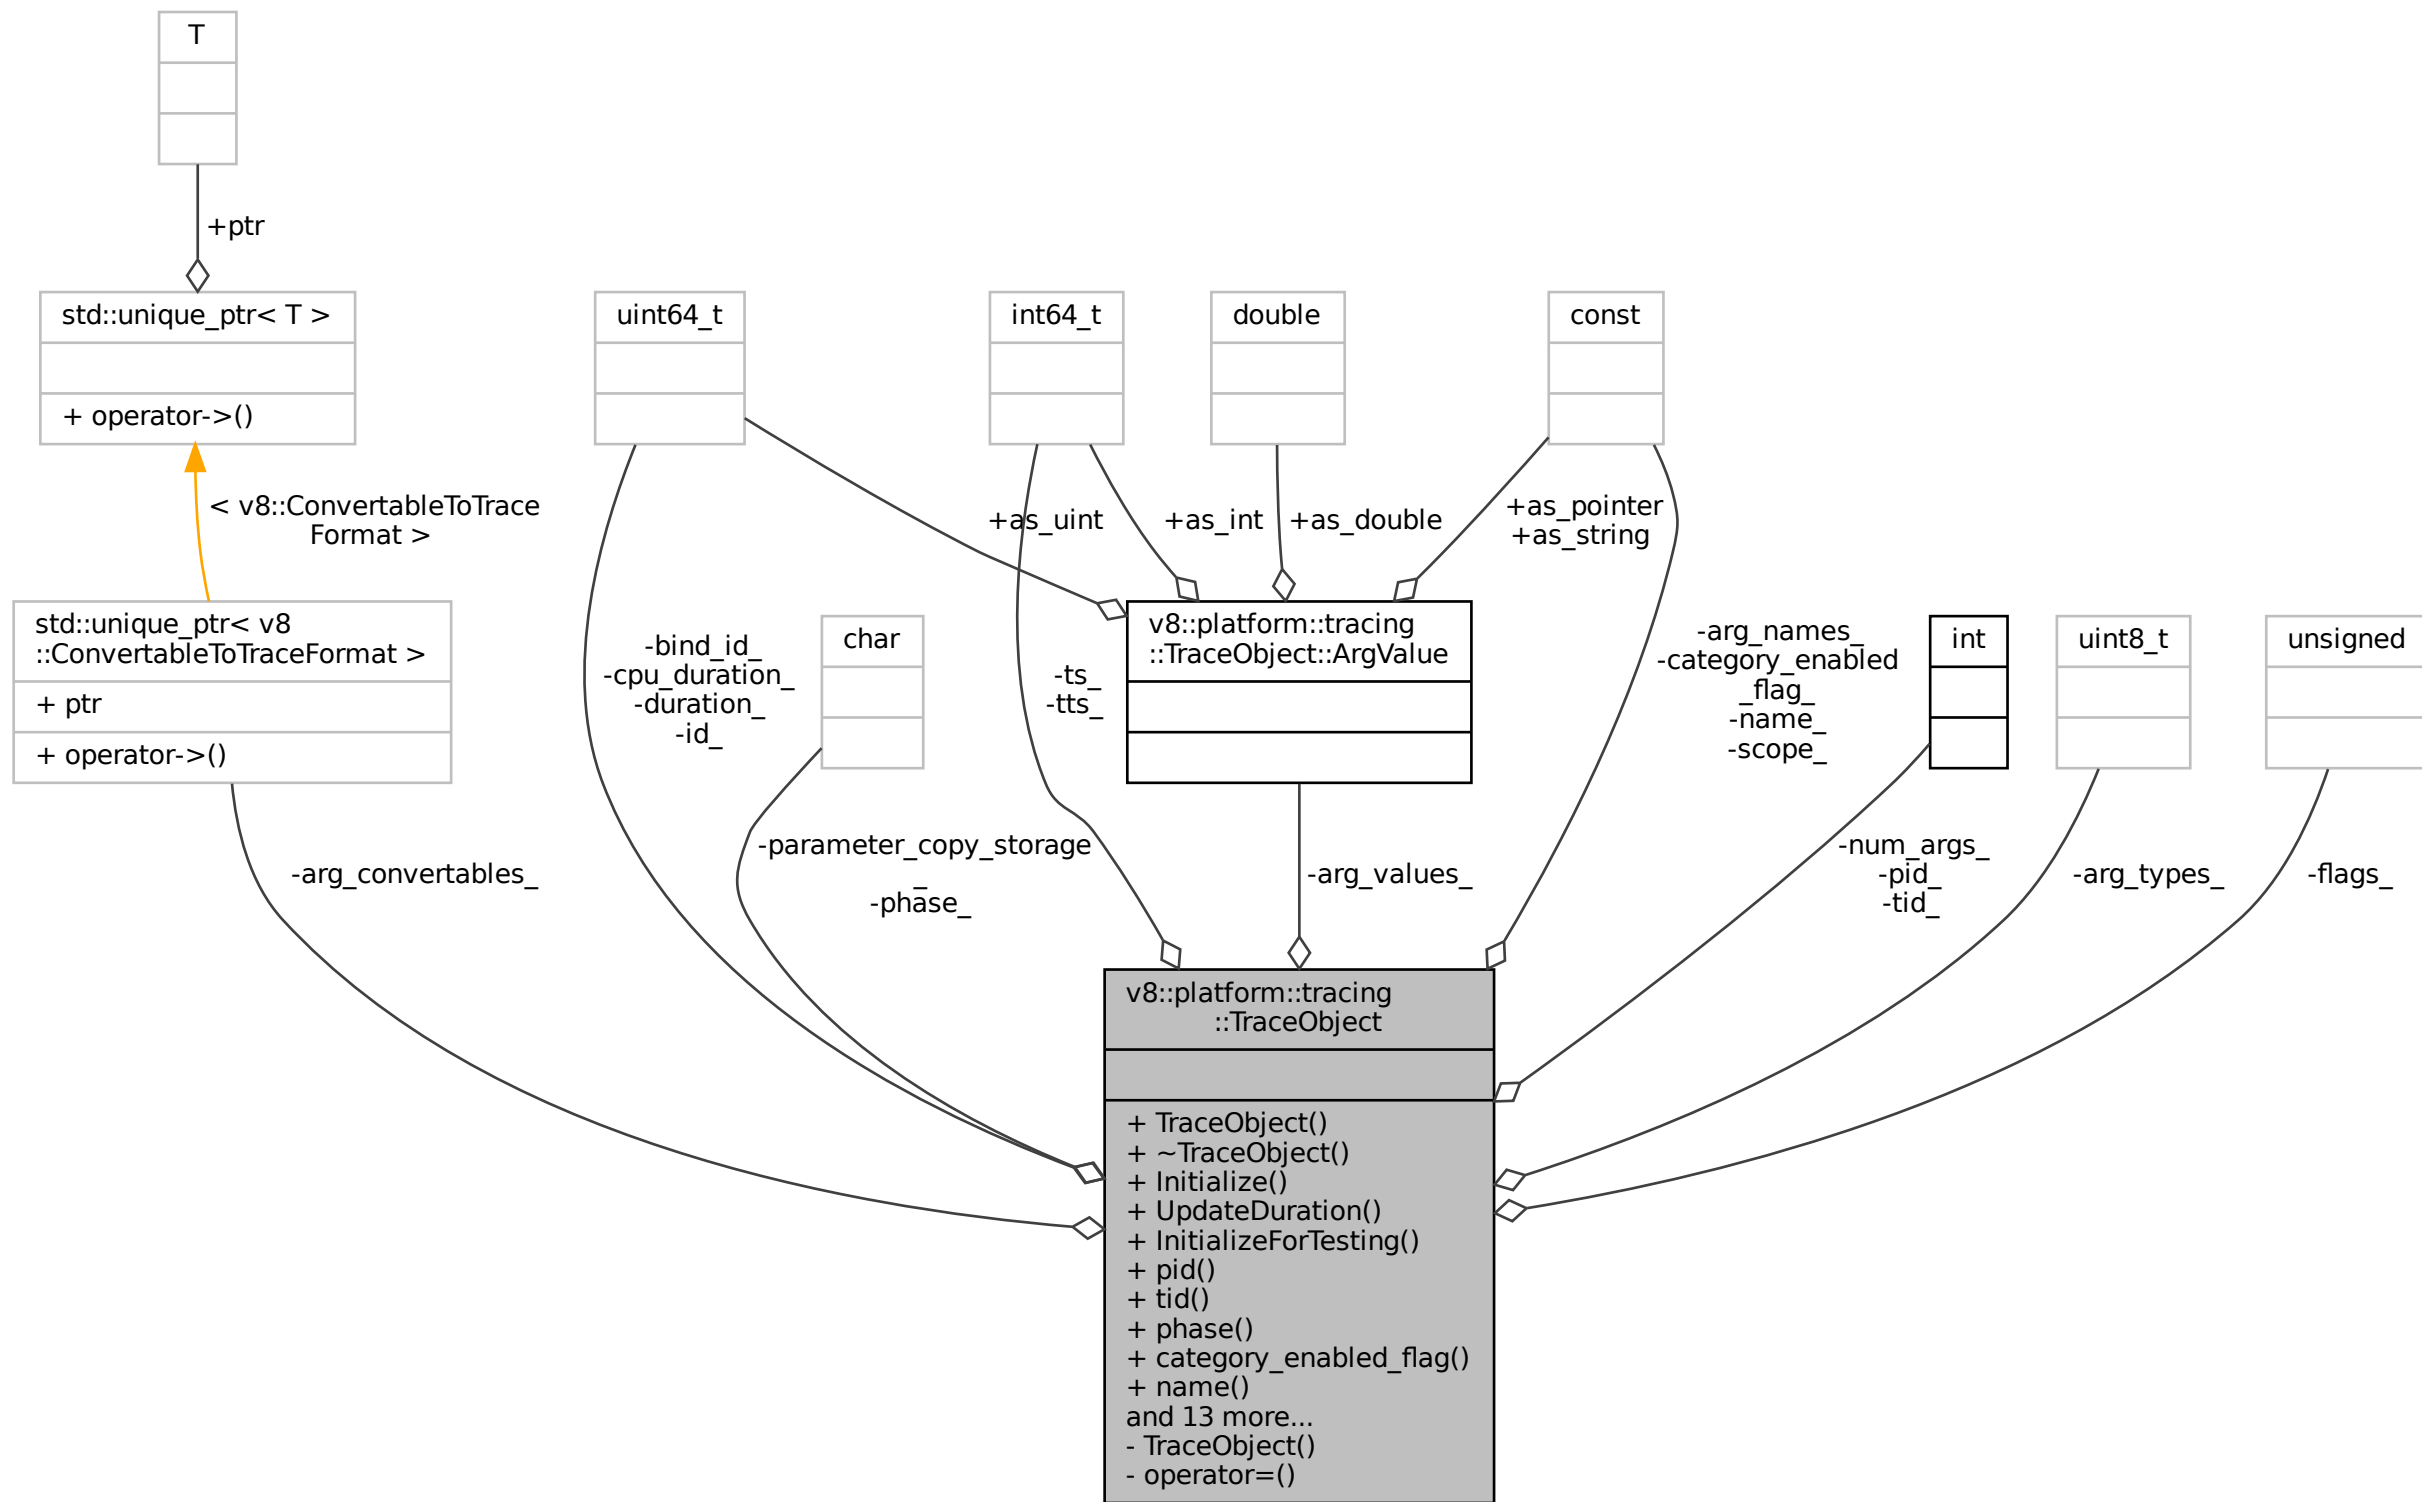 T
+ptr
std::unique_ptr< T >
+ operator->()
uint64_t
int64_t
double
const
< v8::ConvertableToTrace
Format >
+as_uint
+as_int
+as_double
+as_pointer
+as_string
std::unique_ptr< v8
::ConvertableToTraceFormat >
+ ptr
+ operator->()
-bind_id_
-cpu_duration_
-duration_
-id_
char
-ts_
-tts_
v8::platform::tracing
::TraceObject::ArgValue
-arg_names_
-category_enabled
_flag_
-name_
-scope_
int
uint8_t
unsigned
-arg_convertables_
-parameter_copy_storage
_
-phase_
-arg_values_
-num_args_
-pid_
-tid_
-arg_types_
-flags_
v8::platform::tracing
::TraceObject
+ TraceObject()
+ ~TraceObject()
+ Initialize()
+ UpdateDuration()
+ InitializeForTesting()
+ pid()
+ tid()
+ phase()
+ category_enabled_flag()
+ name()
and 13 more...
- TraceObject()
- operator=()